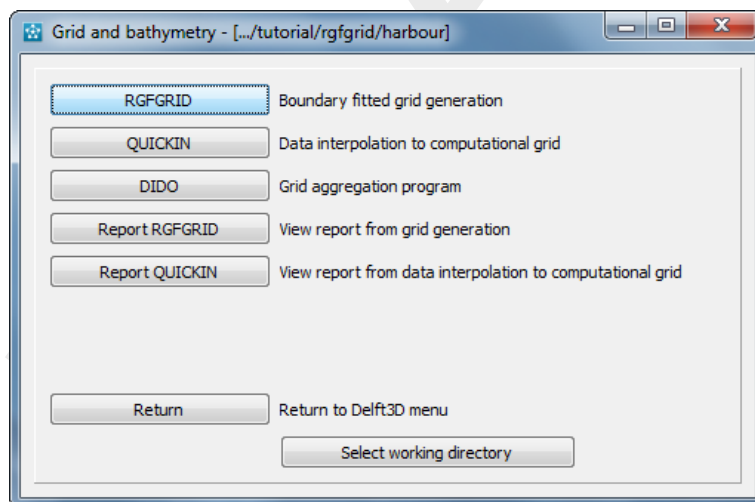 Grid and bathymetry - [.../tutorial/rgfgrid/harbour]
RGFGRID Boundary fitted grid generation
QUICKIN Data interpolation to computational grid
DIDO Grid aggregation program
Report RGFGRID View report from grid generation
Report QUICKIN View report from data interpolation to computational grid
Return Return to Delft3D menu
Select working directory